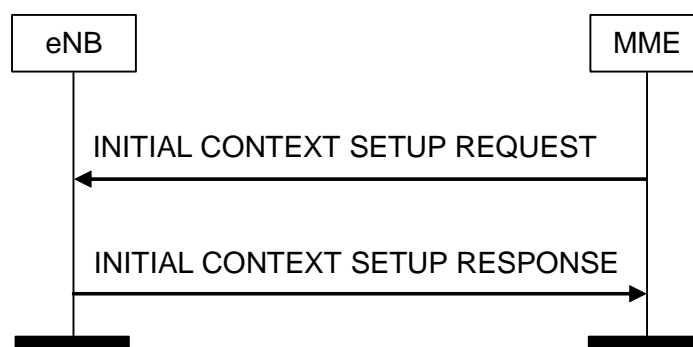 eNB
MME
INITIAL CONTEXT SETUP REQUEST
INITIAL CONTEXT SETUP RESPONSE